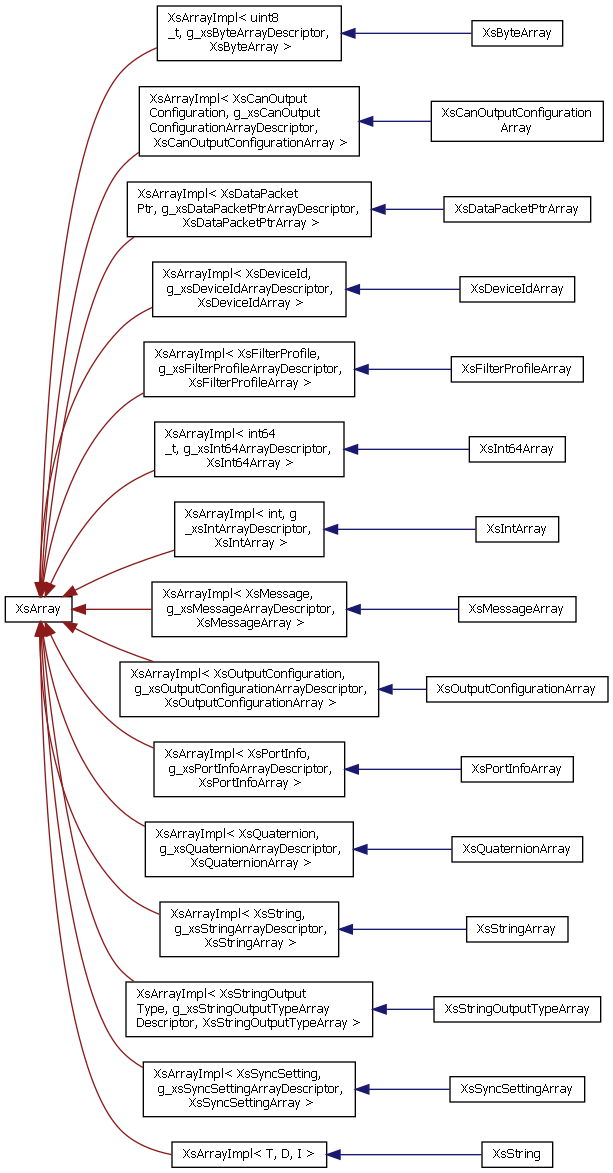 XsArrayImpl< uint8
_t, g_xsByteArrayDescriptor,
XsByteArray >
XsByteArray
XsArrayImpl< XsCanOutput
Configuration, g_xsCanOutput
ConfigurationArrayDescriptor,
XsCanOutputConfigurationArray >
XsCanOutputConfiguration
Array
XsArrayImpl< XsDataPacket
Ptr, g_xsDataPacketPtrArrayDescriptor,
XsDataPacketPtrArray >
XsDataPacketPtrArray
XsArrayImpl< XsDeviceId,
g_xsDeviceIdArrayDescriptor,
XsDeviceIdArray >
XsDeviceIdArray
XsArrayImpl< XsFilterProfile,
g_xsFilterProfileArrayDescriptor,
XsFilterProfileArray >
XsFilterProfileArray
XsArrayImpl< int64
_t, g_xsInt64ArrayDescriptor,
XsInt64Array >
XsInt64Array
XsArrayImpl< int, g
_xsIntArrayDescriptor,
XsIntArray >
XsIntArray
XsArray
XsArrayImpl< XsMessage,
g_xsMessageArrayDescriptor,
XsMessageArray >
XsMessageArray
XsArrayImpl< XsOutputConfiguration,
g_xsOutputConfigurationArrayDescriptor,
XsOutputConfigurationArray >
XsOutputConfigurationArray
XsArrayImpl< XsPortInfo,
g_xsPortInfoArrayDescriptor,
XsPortInfoArray >
XsPortInfoArray
XsArrayImpl< XsQuaternion,
g_xsQuaternionArrayDescriptor,
XsQuaternionArray >
XsQuaternionArray
XsArrayImpl< XsString,
g_xsStringArrayDescriptor,
XsStringArray >
XsStringArray
XsArrayImpl< XsStringOutput
Type, g_xsStringOutputTypeArray
Descriptor, XsStringOutputTypeArray >
XsStringOutputTypeArray
XsArrayImpl< XsSyncSetting,
g_xsSyncSettingArrayDescriptor,
XsSyncSettingArray >
XsSyncSettingArray
XsArrayImpl< T, D, I >
XsString